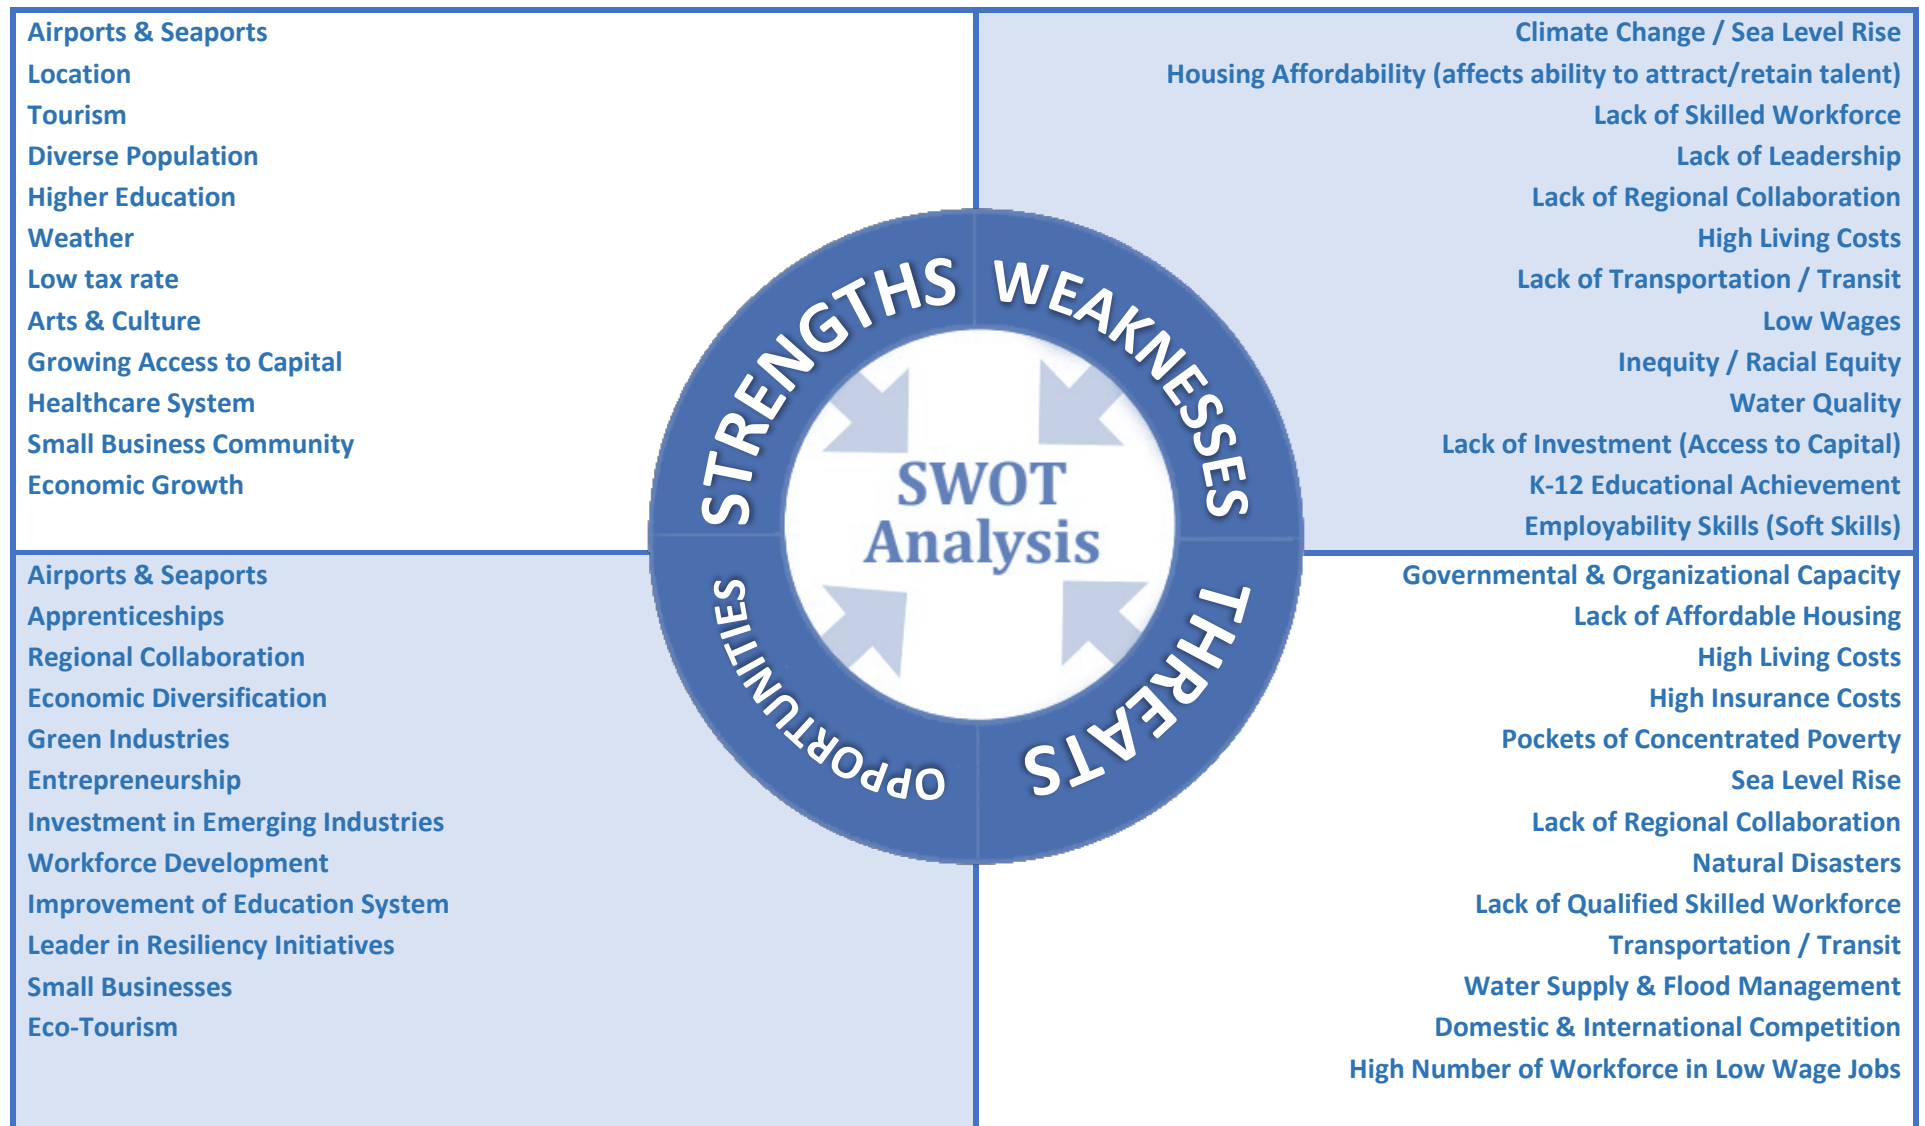 Airports & Seaports
Location
Tourism
Diverse Population
Higher Education
Weather
Low tax rate
Arts & Culture
Growing Access to Capital
Healthcare System
Small Business Community
Economic Growth
Climate Change / Sea Level Rise
Housing Affordability (affects ability to attract/retain talent)
Lack of Skilled Workforce
Lack of Leadership
Lack of Regional Collaboration
High Living Costs
Lack of Transportation / Transit
Low Wages
Inequity / Racial Equity
Water Quality
Lack of Investment (Access to Capital)
K-12 Educational Achievement
Employability Skills (Soft Skills)
STRENGTHS
WEAKNESSES
SWOT
Analysis
OPPORTUNITIES
THREATS
Airports & Seaports
Apprenticeships
Regional Collaboration
Economic Diversification
Green Industries
Entrepreneurship
Investment in Emerging Industries
Workforce Development
Improvement of Education System
Leader in Resiliency Initiatives
Small Businesses
Eco-Tourism
Governmental & Organizational Capacity
Lack of Affordable Housing
High Living Costs
High Insurance Costs
Pockets of Concentrated Poverty
Sea Level Rise
Lack of Regional Collaboration
Natural Disasters
Lack of Qualified Skilled Workforce
Transportation / Transit
Water Supply & Flood Management
Domestic & International Competition
High Number of Workforce in Low Wage Jobs